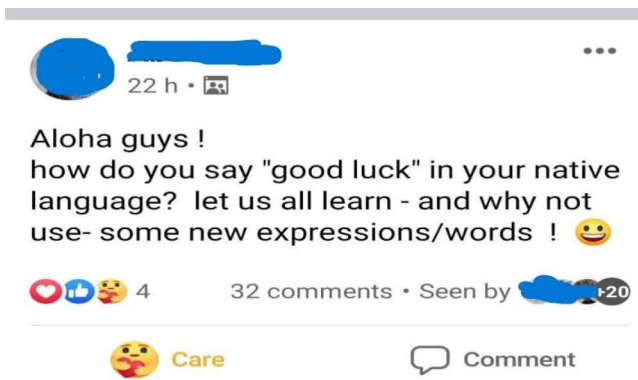 22 h •
Aloha guys !
how do you say "good luck" in your native
language?  let us all learn - and why not
use- some new expressions/words  ! 😀
4 32 comments • Seen by +20
Care Comment